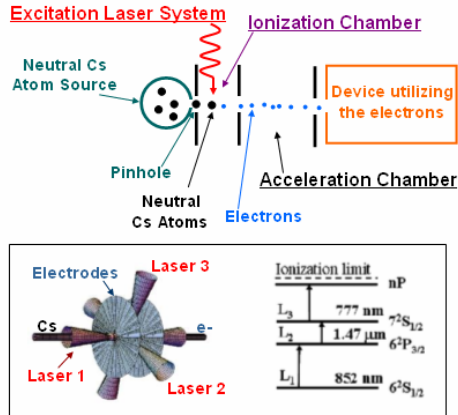 Excitation Laser System
Ionization Chamber
Neutral Cs
Atom Source
Device utilizing
the electrons
Pinhole
Neutral
Cs Atoms
Electrons
Acceleration Chamber
Electrodes
Laser 3
Cs
e-
Laser 1
Laser 2
Ionization limit
nP
L₃ 777 nm
7²S₁/₂
L₂ 1.47 μm
6²P₃/₂
L₁ 852 nm
6²S₁/₂